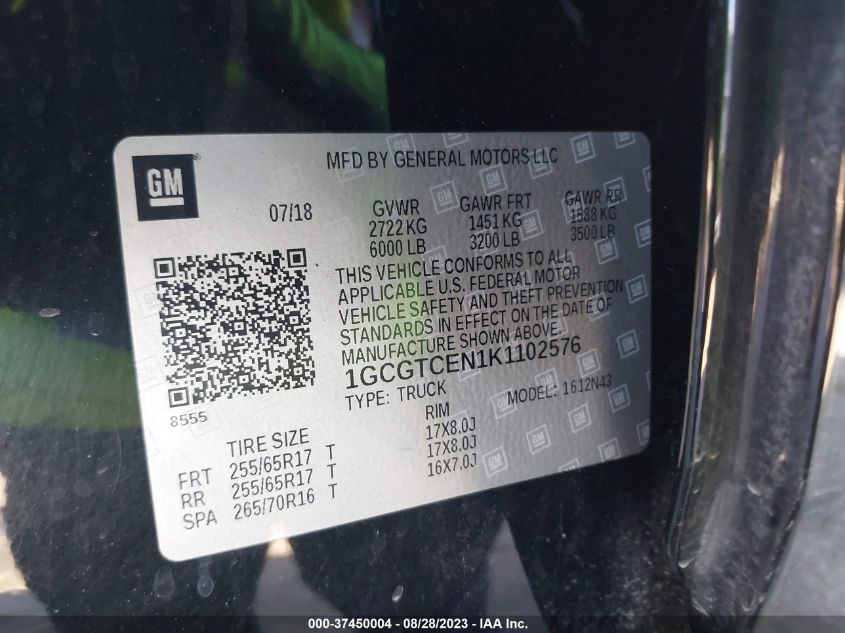 MFD BY GENERAL MOTORS LLC
GM
07/18 GVWR GAWR FRT GAWR RR
2722 KG 1451 KG 1588 KG
6000 LB 3200 LB 3500 LB
THIS VEHICLE CONFORMS TO ALL
APPLICABLE U.S. FEDERAL MOTOR
VEHICLE SAFETY AND THEFT PREVENTION
STANDARDS IN EFFECT ON THE DATE OF
MANUFACTURE SHOWN ABOVE.
1GCGTCEN1K1102576
TYPE: TRUCK MODEL: 1612N43
8555
TIRE SIZE RIM
FRT 255/65R17 T 17X8.0J
RR 255/65R17 T 17X8.0J
SPA 265/70R16 T 16X7.0J
000-37450004 / 08/28/2023 - IAA Inc.